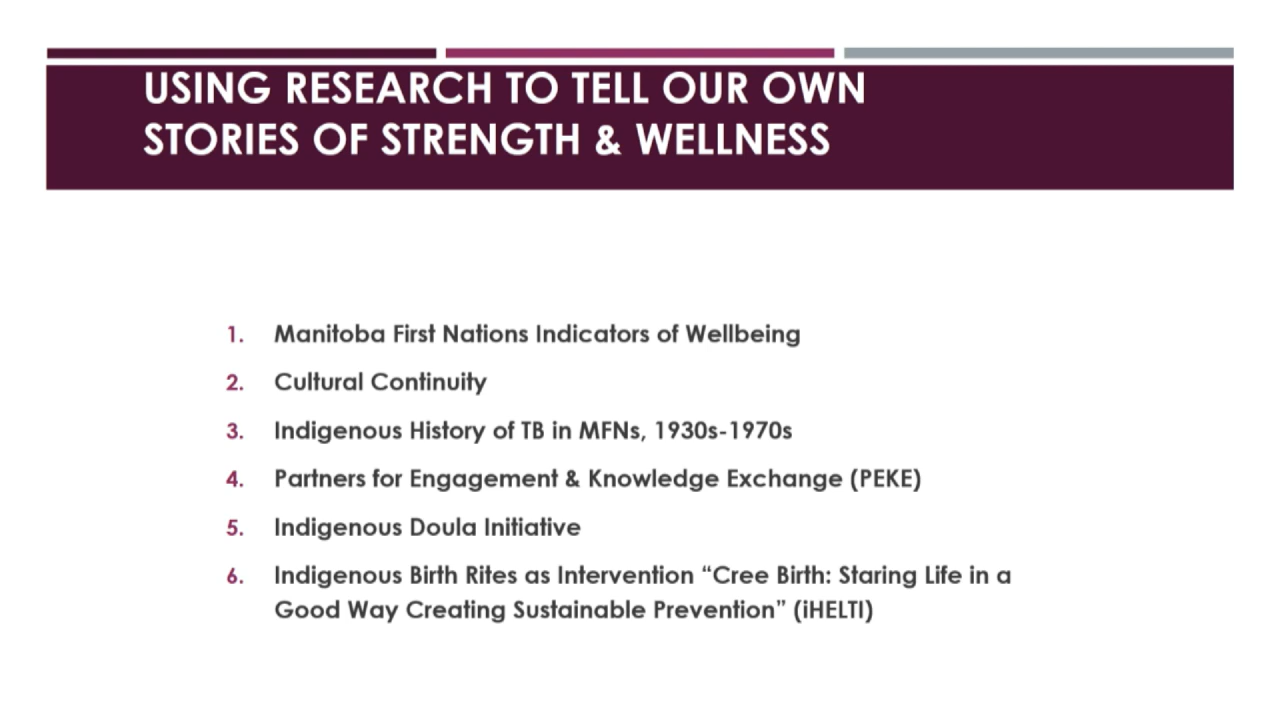 USING RESEARCH TO TELL OUR OWN
STORIES OF STRENGTH & WELLNESS
1. Manitoba First Nations Indicators of Wellbeing
2. Cultural Continuity
3. Indigenous History of TB in MFNs, 1930s-1970s
4. Partners for Engagement & Knowledge Exchange (PEKE)
5. Indigenous Doula Initiative
6. Indigenous Birth Rites as Intervention “Cree Birth: Staring Life in a
Good Way Creating Sustainable Prevention” (iHELTI)